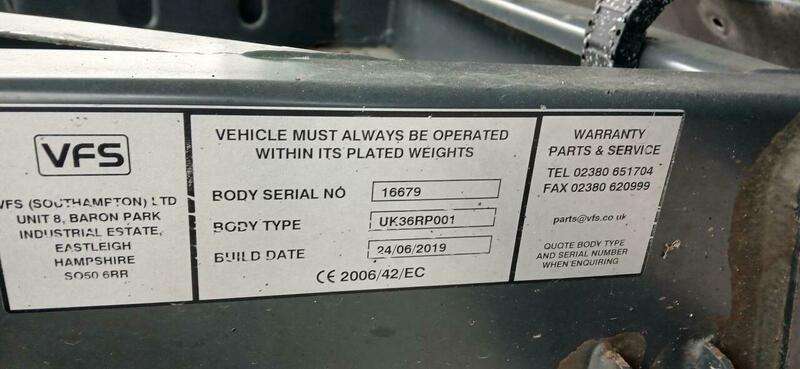 VFS
VFS (SOUTHAMPTON) LTD
UNIT 8, BARON PARK
INDUSTRIAL ESTATE,
EASTLEIGH
HAMPSHIRE
SO50 6RR
VEHICLE MUST ALWAYS BE OPERATED
WITHIN ITS PLATED WEIGHTS
BODY SERIAL NO 16679
BODY TYPE UK36RP001
BUILD DATE 24/06/2019
CE 2006/42/EC
WARRANTY
PARTS & SERVICE
TEL 02380 651704
FAX 02380 620999
parts@vfs.co.uk
QUOTE BODY TYPE
AND SERIAL NUMBER
WHEN ENQUIRING